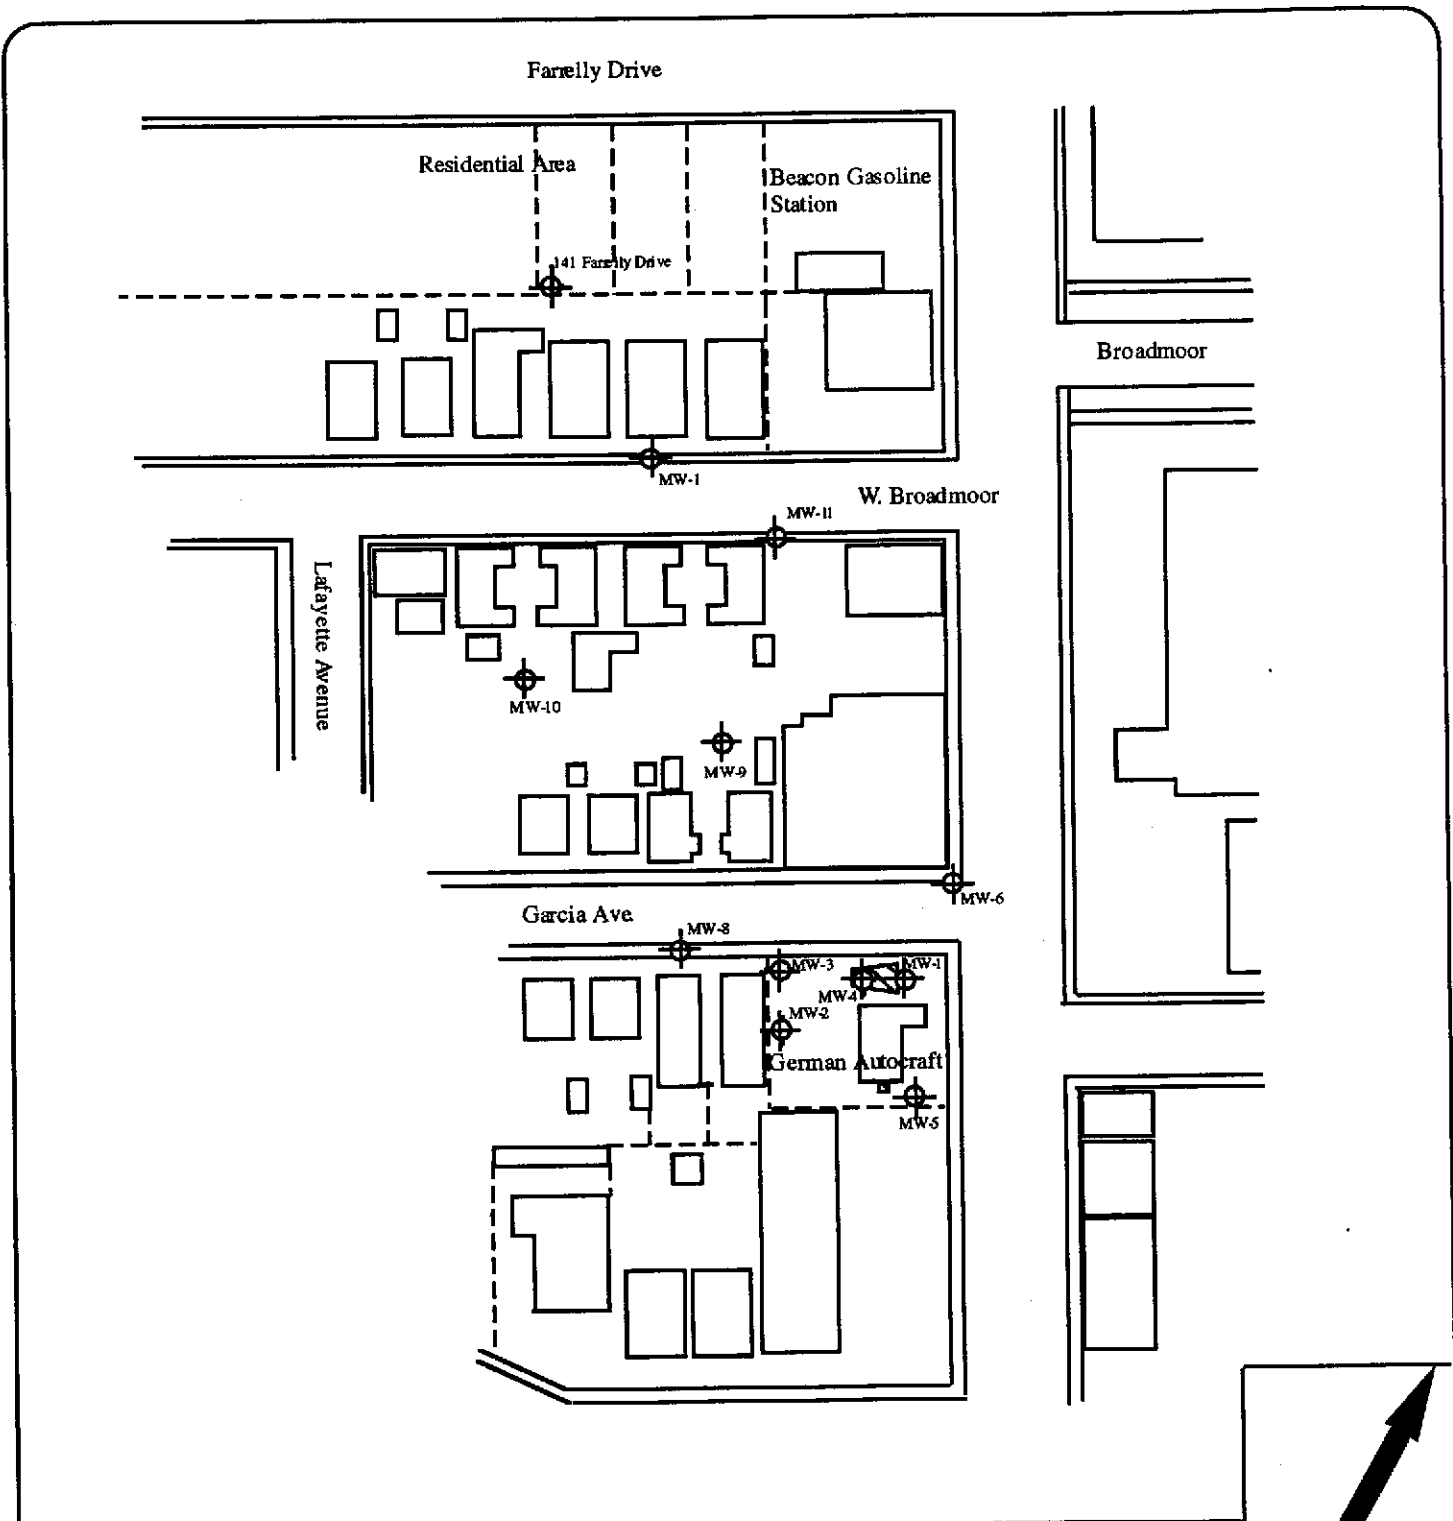 Farrelly Drive
Residential Area
Beacon Gasoline
Station
141 Farrelly Drive
Broadmoor
MW-1
W. Broadmoor
MW-11
Lafayette Avenue
MW-10
MW-9
MW-6
Garcia Ave.
MW-8
MW-3
MW-1
MW-4
MW-2
German Autocraft
MW-5